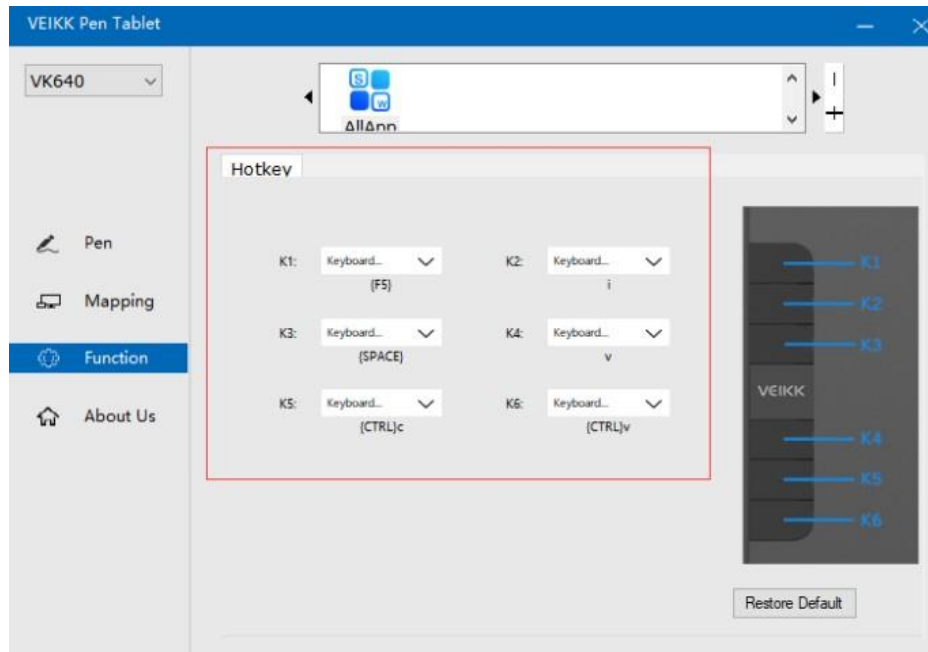 VEIKK Pen Tablet
VK640
S
W
AllApp
Hotkey
Pen
Mapping
Function
About Us
K1: Keyboard... K2: Keyboard...
{F5} i
K3: Keyboard... K4: Keyboard...
{SPACE} v
K5: Keyboard... K6: Keyboard...
{CTRL}c {CTRL}v
K1
K2
K3
VEIKK
K4
K5
K6
Restore Default